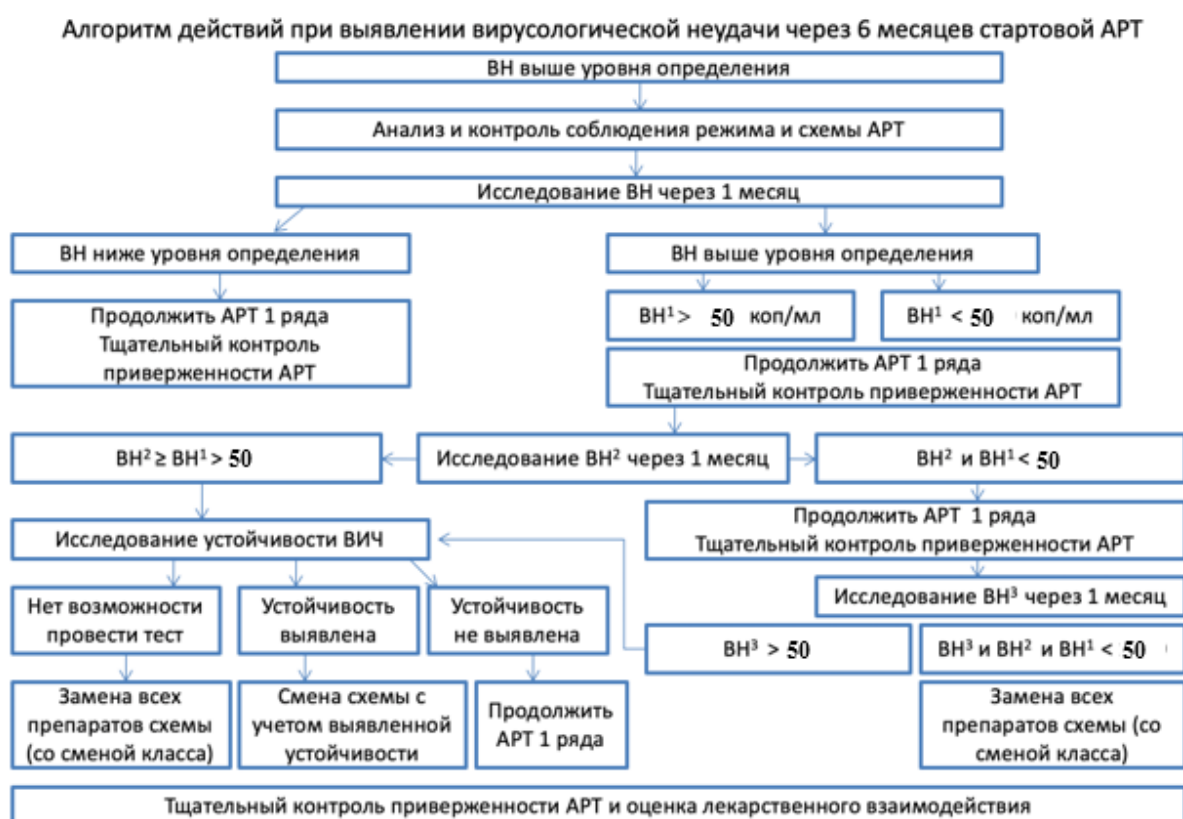 Алгоритм действий при выявлении вирусологической неудачи через 6 месяцев стартовой АРТ
ВН выше уровня определения
Анализ и контроль соблюдения режима и схемы АРТ
Исследование ВН через 1 месяц
ВН ниже уровня определения
ВН выше уровня определения
Продолжить АРТ 1 ряда
Тщательный контроль
приверженности АРТ
ВН¹ > 50 коп/мл
ВН¹ < 50 коп/мл
Продолжить АРТ 1 ряда
Тщательный контроль приверженности АРТ
ВН² ≥ ВН¹ > 50
Исследование ВН² через 1 месяц
ВН² и ВН¹ < 50
Исследование устойчивости ВИЧ
Продолжить АРТ 1 ряда
Тщательный контроль приверженности АРТ
Исследование ВН³ через 1 месяц
Нет возможности
провести тест
Устойчивость
выявлена
Устойчивость
не выявлена
ВН³ > 50
ВН³ и ВН² и ВН¹ < 50
Замена всех
препаратов схемы
(со сменой класса)
Смена схемы с
учетом выявленной
устойчивости
Продолжить
АРТ 1 ряда
Замена всех
препаратов схемы (со
сменой класса)
Тщательный контроль приверженности АРТ и оценка лекарственного взаимодействия